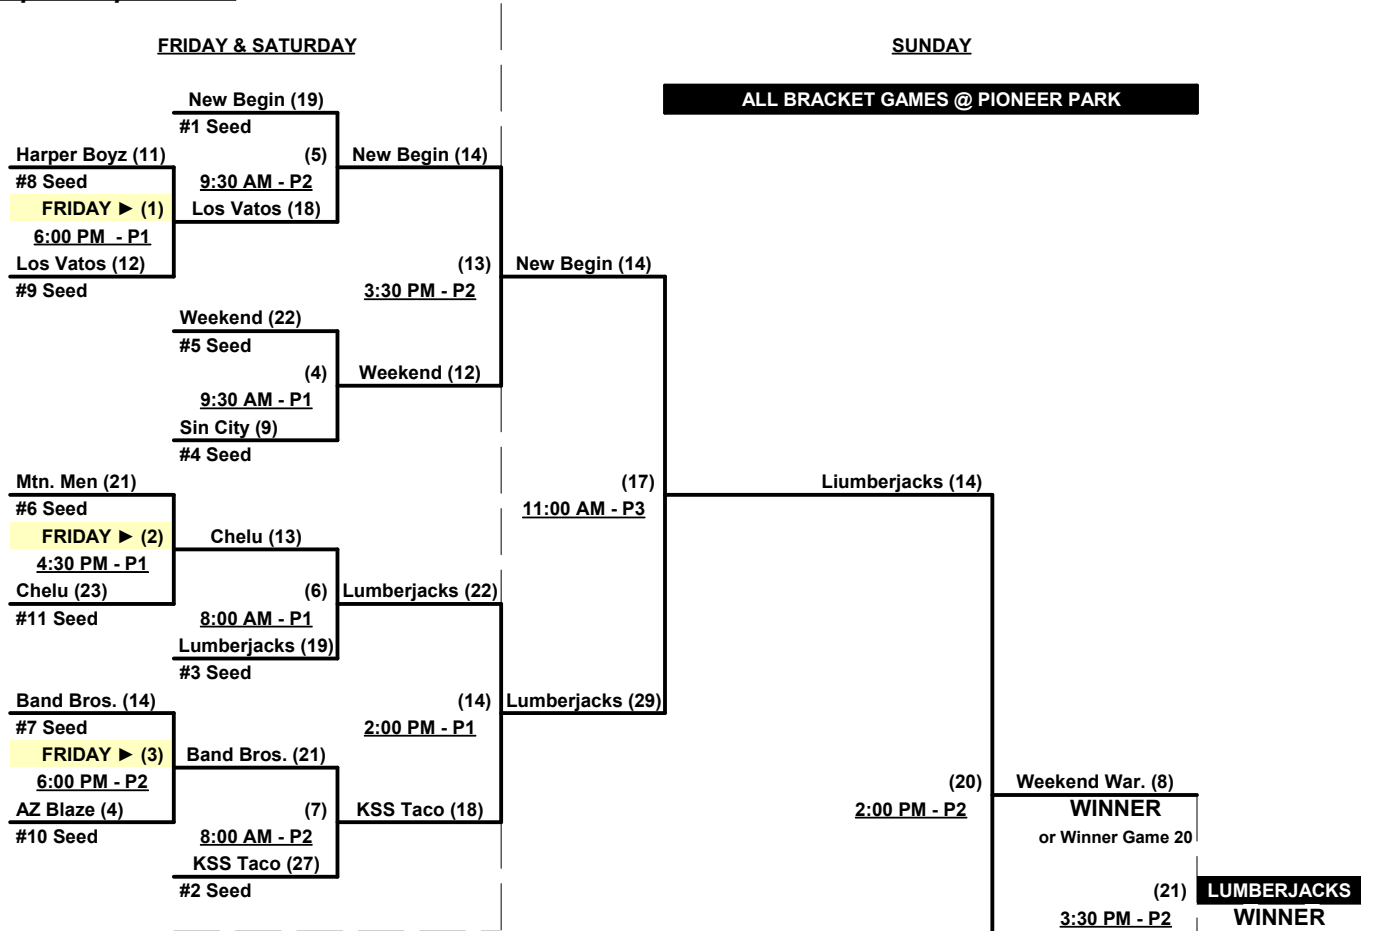 FRIDAY & SATURDAY
SUNDAY
New Begin (19)
ALL BRACKET GAMES @ PIONEER PARK
#1 Seed
Harper Boyz (11)
(5)
New Begin (14)
#8 Seed
9:30 AM - P2
FRIDAY ► (1)
Los Vatos (18)
6:00 PM - P1
Los Vatos (12)
(13)
New Begin (14)
#9 Seed
3:30 PM - P2
Weekend (22)
#5 Seed
(4)
Weekend (12)
9:30 AM - P1
Sin City (9)
#4 Seed
Mtn. Men (21)
(17)
Liumberjacks (14)
#6 Seed
11:00 AM - P3
FRIDAY ► (2)
Chelu (13)
4:30 PM - P1
Chelu (23)
(6)
Lumberjacks (22)
#11 Seed
8:00 AM - P1
Lumberjacks (19)
#3 Seed
Band Bros. (14)
(14)
Lumberjacks (29)
#7 Seed
2:00 PM - P1
FRIDAY ► (3)
Band Bros. (21)
6:00 PM - P2
(20)
Weekend War. (8)
AZ Blaze (4)
(7)
KSS Taco (18)
2:00 PM - P2
WINNER
#10 Seed
8:00 AM - P2
or Winner Game 20
KSS Taco (27)
#2 Seed
(21)
LUMBERJACKS
3:30 PM - P2
WINNER